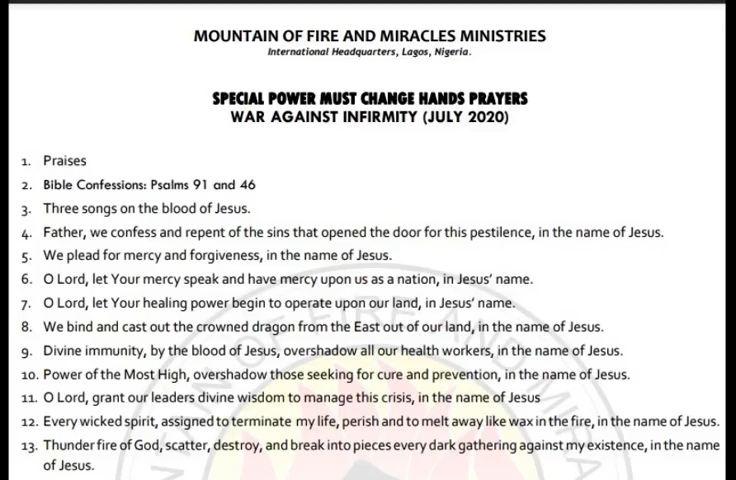 MOUNTAIN OF FIRE AND MIRACLES MINISTRIES
International Headquarters, Lagos, Nigeria.
SPECIAL POWER MUST CHANGE HANDS PRAYERS
WAR AGAINST INFIRMITY (JULY 2020)
1. Praises
2. Bible Confessions: Psalms 91 and 46
3. Three songs on the blood of Jesus.
4. Father, we confess and repent of the sins that opened the door for this pestilence, in the name of Jesus.
5. We plead for mercy and forgiveness, in the name of Jesus.
6. O Lord, let Your mercy speak and have mercy upon us as a nation, in Jesus' name.
7. O Lord, let Your healing power begin to operate upon our land, in Jesus' name.
8. We bind and cast out the crowned dragon from the East out of our land, in the name of Jesus.
9. Divine immunity, by the blood of Jesus, overshadow all our health workers, in the name of Jesus.
10. Power of the Most High, overshadow those seeking for cure and prevention, in the name of Jesus.
11. O Lord, grant our leaders divine wisdom to manage this crisis, in the name of Jesus
12. Every wicked spirit, assigned to terminate my life, perish and to melt away like wax in the fire, in the name of Jesus.
13. Thunder fire of God, scatter, destroy, and break into pieces every dark gathering against my existence, in the name
of Jesus.